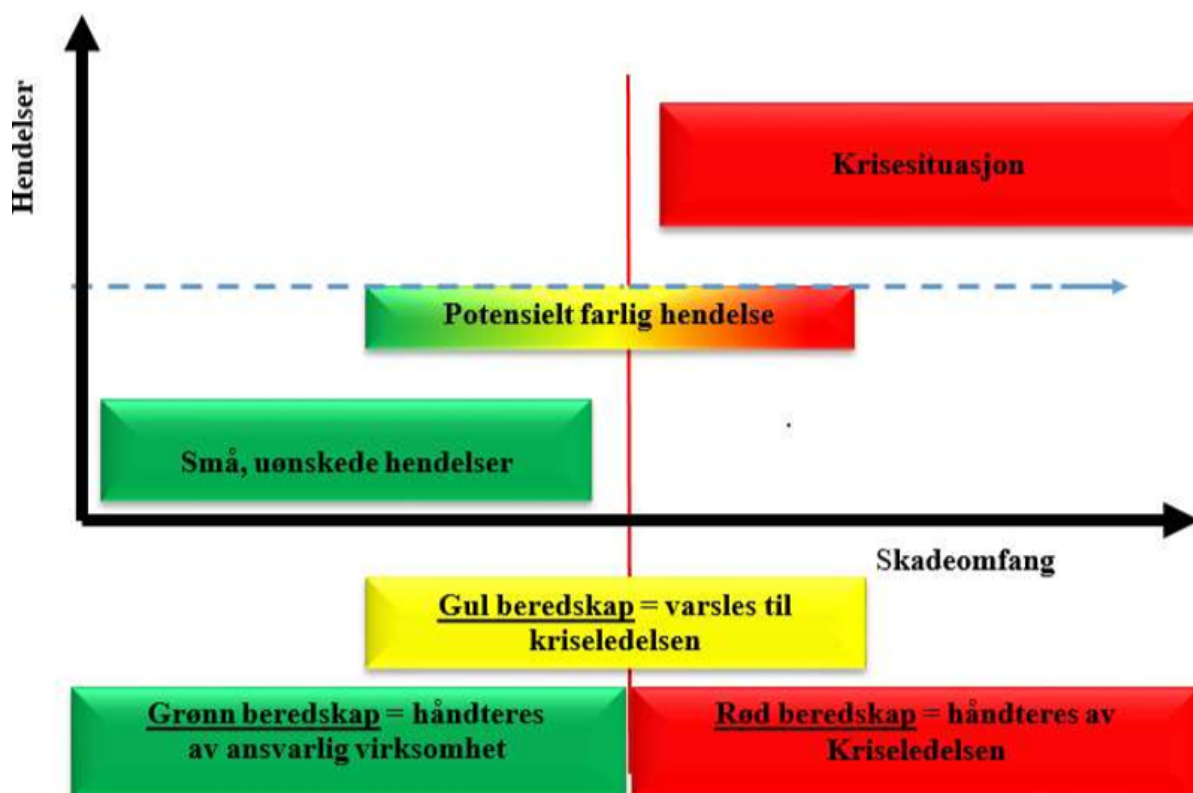 Hendelser
Krisesituasjon
Potensielt farlig hendelse
Små, uønskede hendelser
Skadeomfang
Gul beredskap = varsles til
kriseledelsen
Grønn beredskap = håndteres
av ansvarlig virksomhet
Rød beredskap = håndteres av
Kriseledelsen